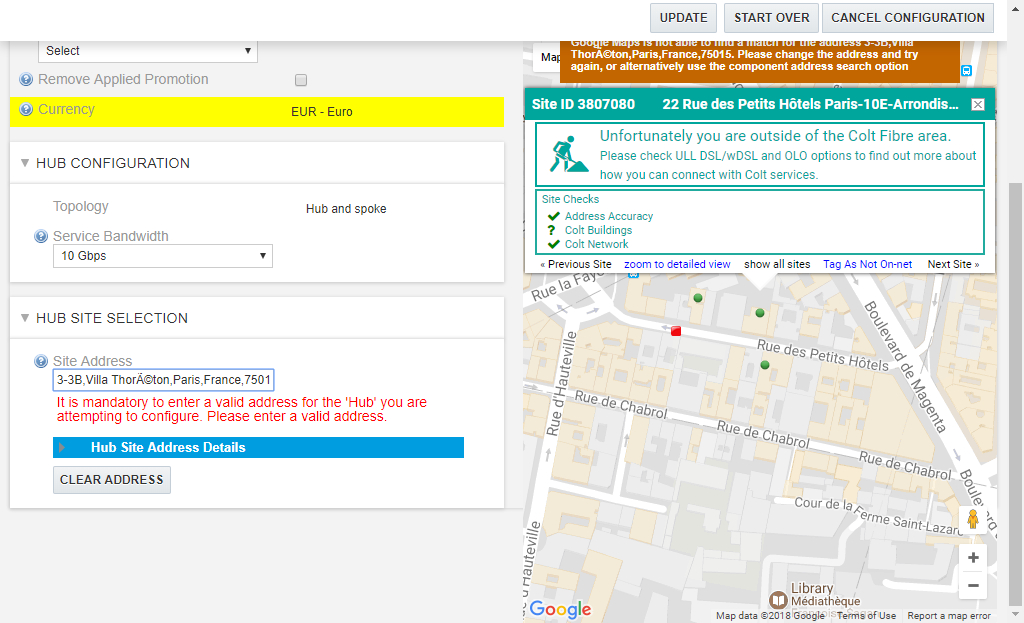 UPDATE
START OVER
CANCEL CONFIGURATION
Select
Remove Applied Promotion
Currency
EUR - Euro
HUB CONFIGURATION
Topology
Hub and spoke
Service Bandwidth
10 Gbps
HUB SITE SELECTION
Site Address
3-3B,Villa ThorÃ©ton,Paris,France,7501
It is mandatory to enter a valid address for the 'Hub' you are
attempting to configure. Please enter a valid address.
Hub Site Address Details
CLEAR ADDRESS
Map
Google Maps is not able to find a match for the address 3-3B,Villa
ThorÃ©ton,Paris,France,75015. Please change the address and try
again, or alternatively use the component address search option
Site ID 3807080
22 Rue des Petits Hôtels Paris-10E-Arrondis...
Unfortunately you are outside of the Colt Fibre area.
Please check ULL DSL/wDSL and OLO options to find out more about
how you can connect with Colt services.
Site Checks
Address Accuracy
? Colt Buildings
Colt Network
« Previous Site
zoom to detailed view
show all sites
Tag As Not On-net
Next Site »
Rue la Faye
Rue d'Hauteville
Rue des Petits Hôtels
Boulevard de Magenta
Rue de Chabrol
Rue de Chabrol
Rue de Chabrol
Cour de la Ferme Saint-Lazare
d'Hauteville
Library
Médiathèque
Google
Map data ©2018 Google
Terms of Use
Report a map error